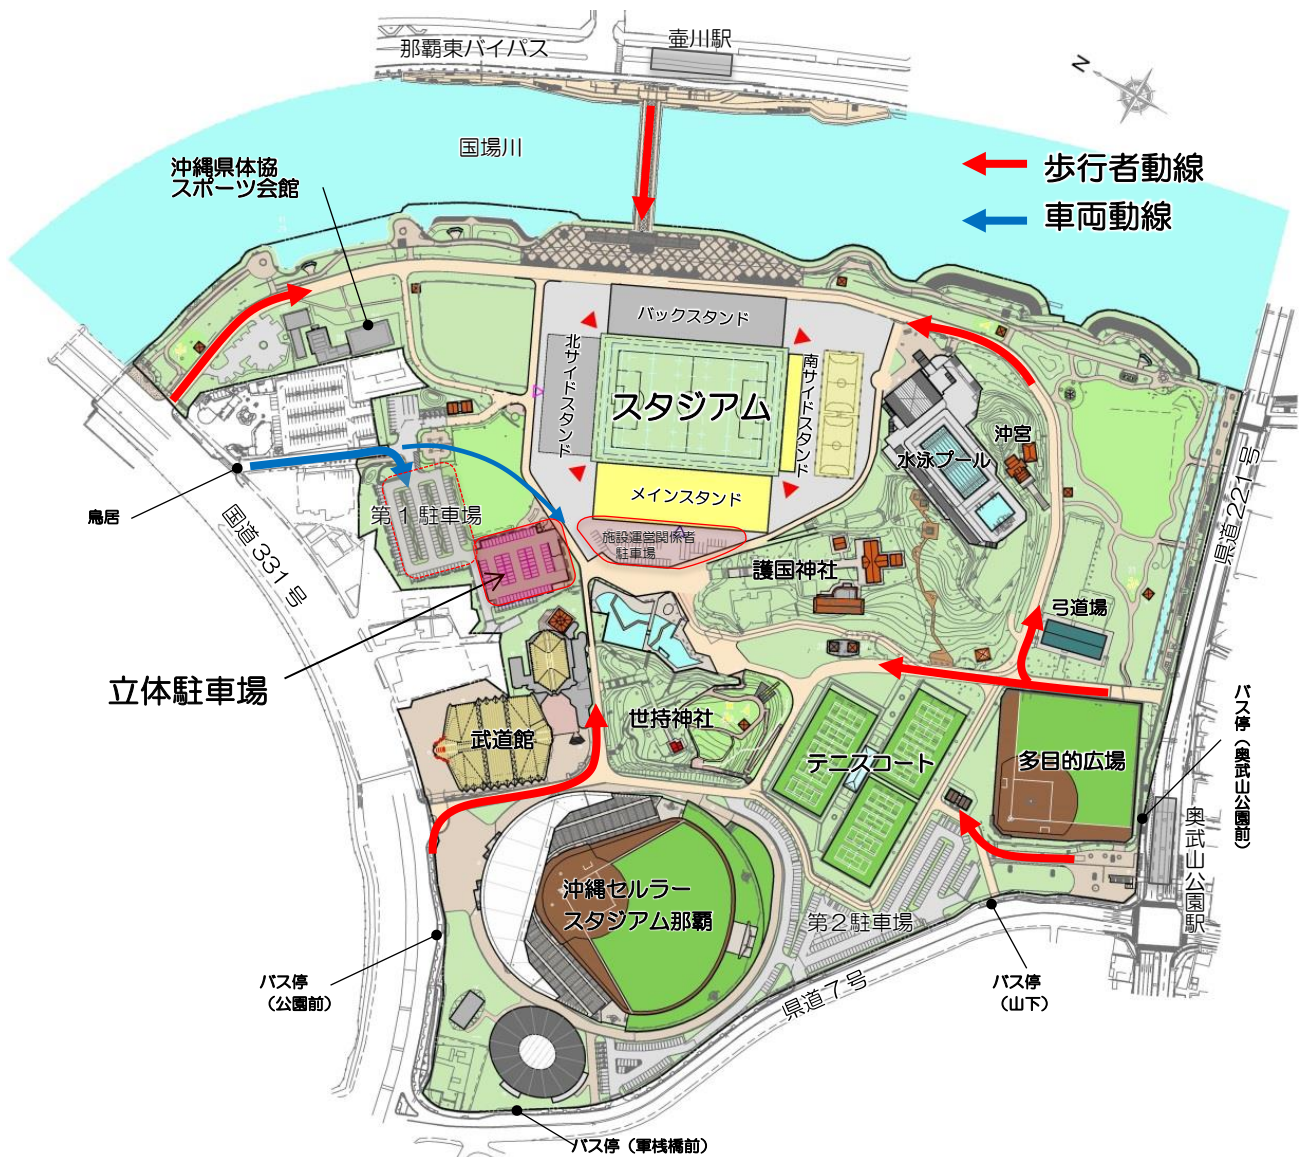 壷川駅
那覇東バイパス
N
国場川
沖縄県体協
スポーツ会館
歩行者動線
車両動線
バックスタンド
北サイドスタンド
スタジアム
南サイドスタンド
メインスタンド
施設運営関係者
駐車場
水泳プール
沖宮
鳥居
国道331号
第1駐車場
県道221号
護国神社
弓道場
立体駐車場
武道館
世持神社
テニスコート
多目的広場
バス停(奥武山公園前)
奥武山公園駅
沖縄セルラー
スタジアム那覇
第2駐車場
バス停
(公園前)
県道7号
バス停
(山下)
バス停(軍桟橋前)